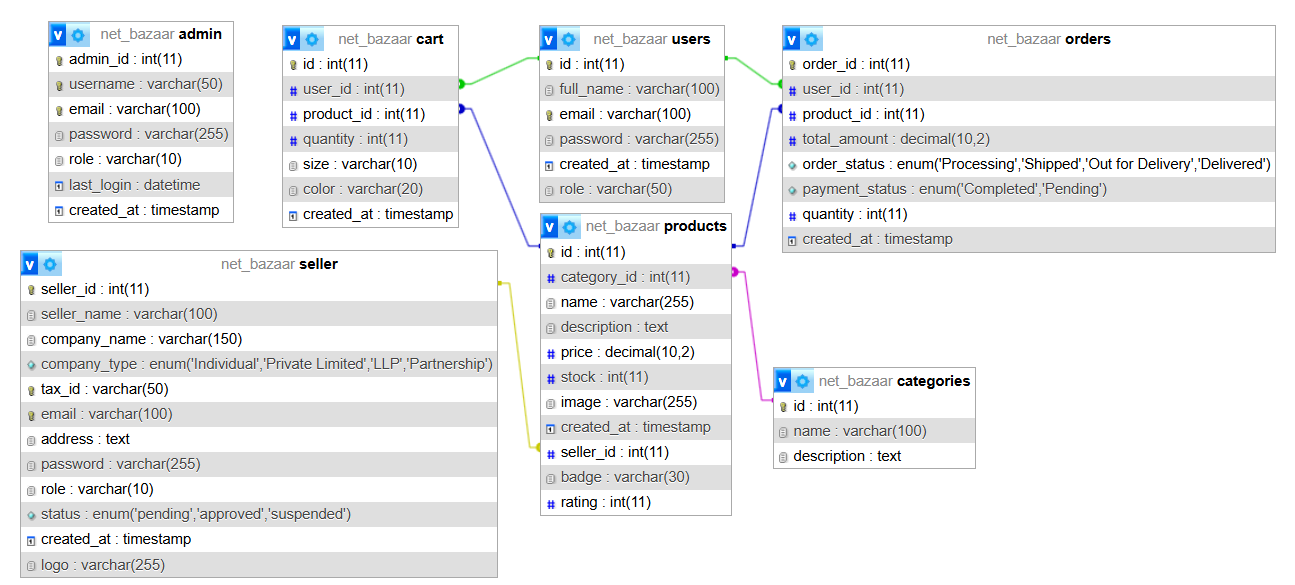 v net_bazaar admin
admin_id : int(11)
username : varchar(50)
email : varchar(100)
password : varchar(255)
role : varchar(10)
last_login : datetime
created_at : timestamp
v net_bazaar cart
id : int(11)
user_id : int(11)
product_id : int(11)
quantity : int(11)
size : varchar(10)
color : varchar(20)
created_at : timestamp
v net_bazaar users
id : int(11)
full_name : varchar(100)
email : varchar(100)
password : varchar(255)
created_at : timestamp
role : varchar(50)
v net_bazaar orders
order_id : int(11)
user_id : int(11)
product_id : int(11)
total_amount : decimal(10,2)
order_status : enum('Processing','Shipped','Out for Delivery','Delivered')
payment_status : enum('Completed','Pending')
quantity : int(11)
created_at : timestamp
v net_bazaar seller
seller_id : int(11)
seller_name : varchar(100)
company_name : varchar(150)
company_type : enum('Individual','Private Limited','LLP','Partnership')
tax_id : varchar(50)
email : varchar(100)
address : text
password : varchar(255)
role : varchar(10)
status : enum('pending','approved','suspended')
created_at : timestamp
logo : varchar(255)
v net_bazaar products
id : int(11)
category_id : int(11)
name : varchar(255)
description : text
price : decimal(10,2)
stock : int(11)
image : varchar(255)
created_at : timestamp
seller_id : int(11)
badge : varchar(30)
rating : int(11)
v net_bazaar categories
id : int(11)
name : varchar(100)
description : text